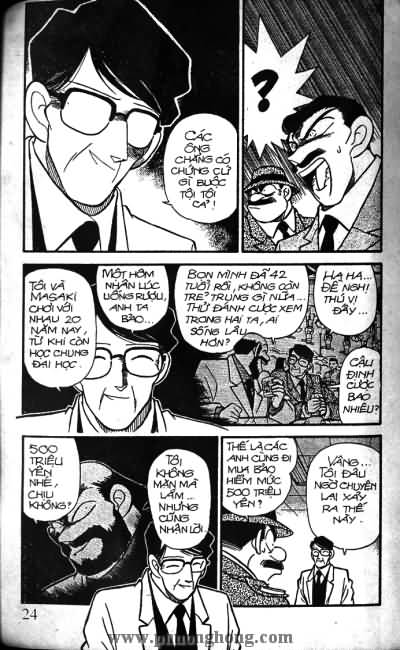 CÁC
ÔNG
CHẲNG CÓ
CHỨNG CỨ
GÌ BUỘC
TỘI TÔI
CẢ!
?
TÔI VÀ
MASAKI
CHƠI VỚI
NHAU 20
NĂM NAY,
TỪ KHI CÒN
HỌC CHUNG
ĐẠI HỌC.
MỘT HÔM
NHÂN LÚC
UỐNG RƯỢU,
ANH TA
BẢO...
BỌN MÌNH ĐÃ 42
TUỔI RỒI, KHÔNG CÒN
TRẺ TRUNG GÌ NỮA...
THỬ ĐÁNH CƯỢC XEM
TRONG HAI TA, AI
SỐNG LÂU
HƠN?
HA HA...
ĐỀ NGHỊ
THÚ VỊ
ĐẤY...
CẬU
ĐỊNH
CƯỢC
BAO
NHIÊU?
500
TRIỆU
YÊN
NHÉ,
CHỊU
KHÔNG?
TÔI
KHÔNG
MẶN MÀ
LẮM...
NHƯNG
CŨNG
NHẬN LỜI.
THẾ LÀ CÁC
ANH CÙNG ĐI
MUA BẢO
HIỂM MỨC
500 TRIỆU
YÊN?
VÂNG...
TÔI ĐÂU
NGỜ CHUYỆN
LẠI XẢY
RA THẾ
NÀY.
24
www.phuonghong.com